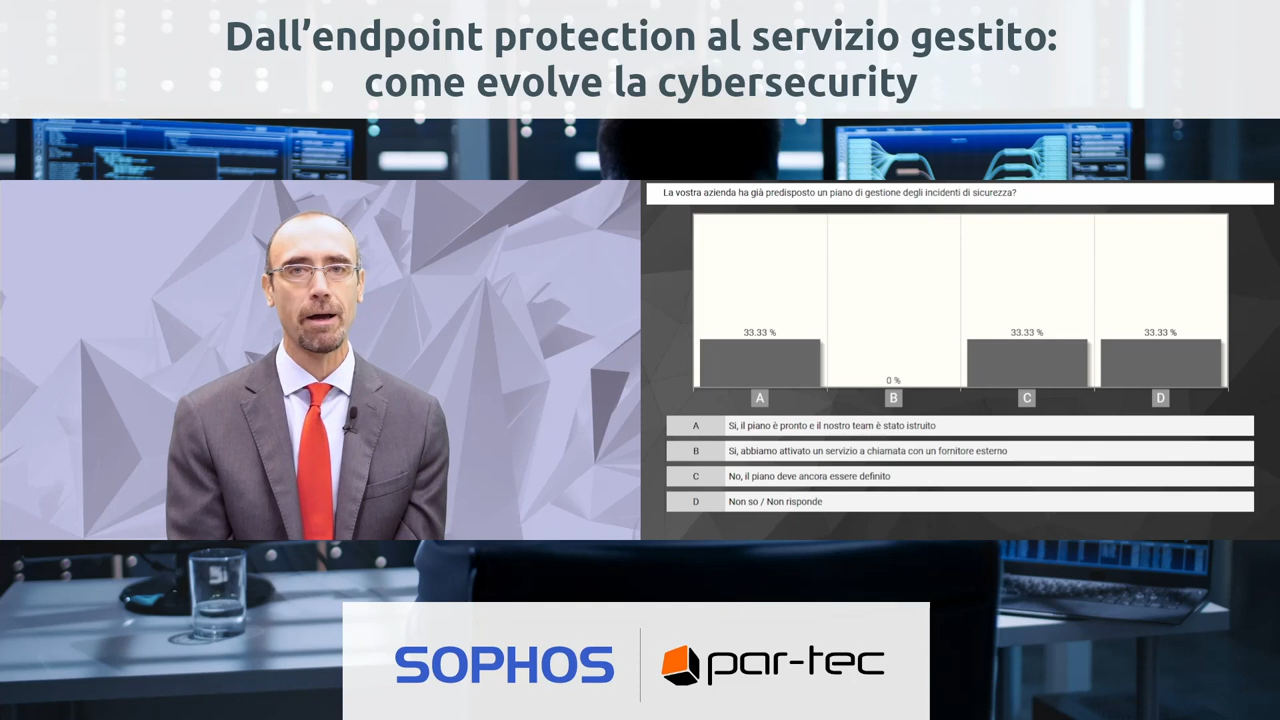 Dall'endpoint protection al servizio gestito:
come evolve la cybersecurity
La vostra azienda ha già predisposto un piano di gestione degli incidenti di sicurezza?
33.33 %
0 %
33.33 %
33.33 %
A
B
C
D
A Si, il piano è pronto e il nostro team è stato istruito
B Si, abbiamo attivato un servizio a chiamata con un fornitore esterno
C No, il piano deve ancora essere definito
D Non so / Non risponde
SOPHOS
par-tec